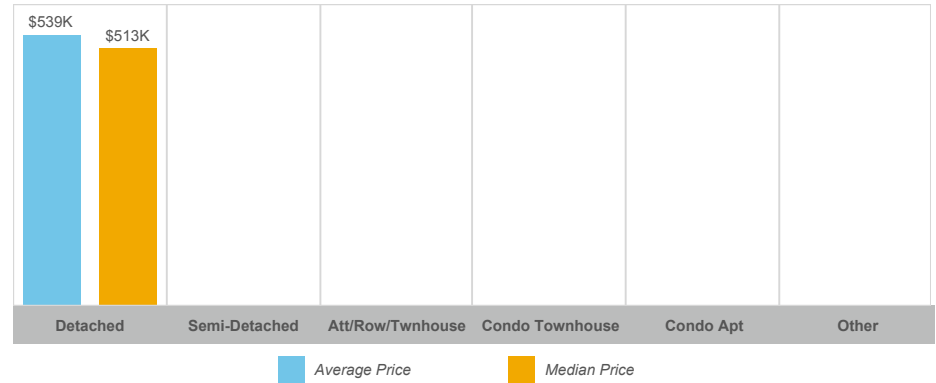 $539K
$513K
Detached
Semi-Detached
Att/Row/Twnhouse
Condo Townhouse
Condo Apt
Other
Average Price
Median Price